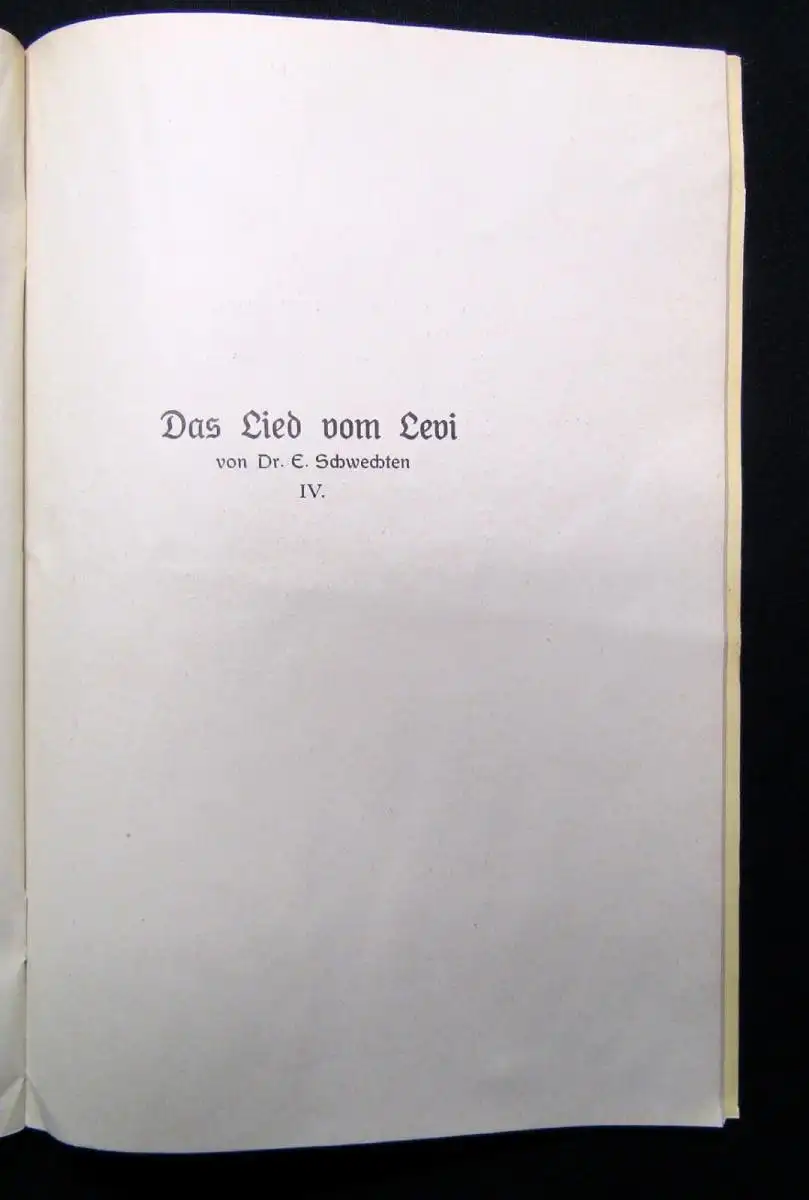 Das Lied vom Levi
von Dr. E. Schwechten
IV.